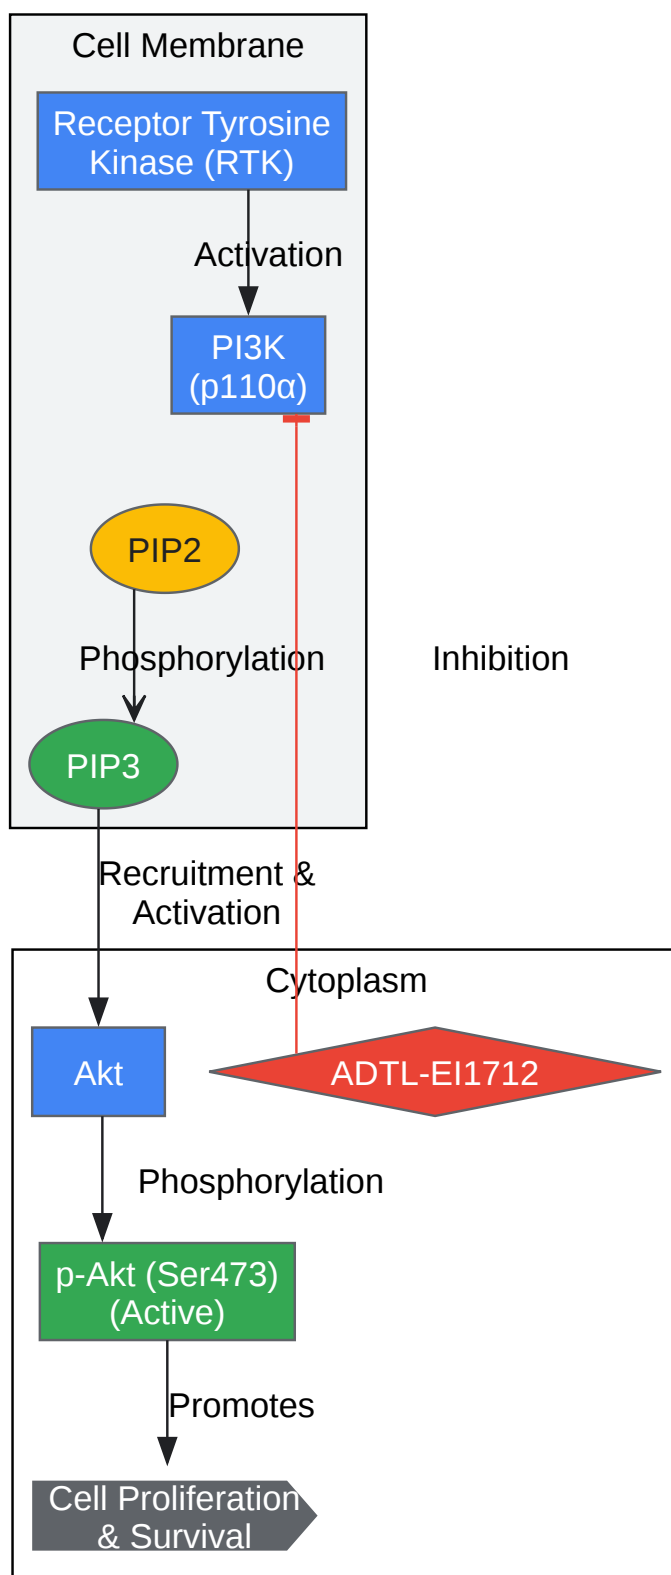 Cell Membrane
Receptor Tyrosine
Kinase (RTK)
Activation
PI3K
(p110α)
PIP2
Phosphorylation
Inhibition
PIP3
Recruitment &
Activation
Cytoplasm
Akt
ADTL-EI1712
Phosphorylation
p-Akt (Ser473)
(Active)
Promotes
Cell Proliferation
& Survival